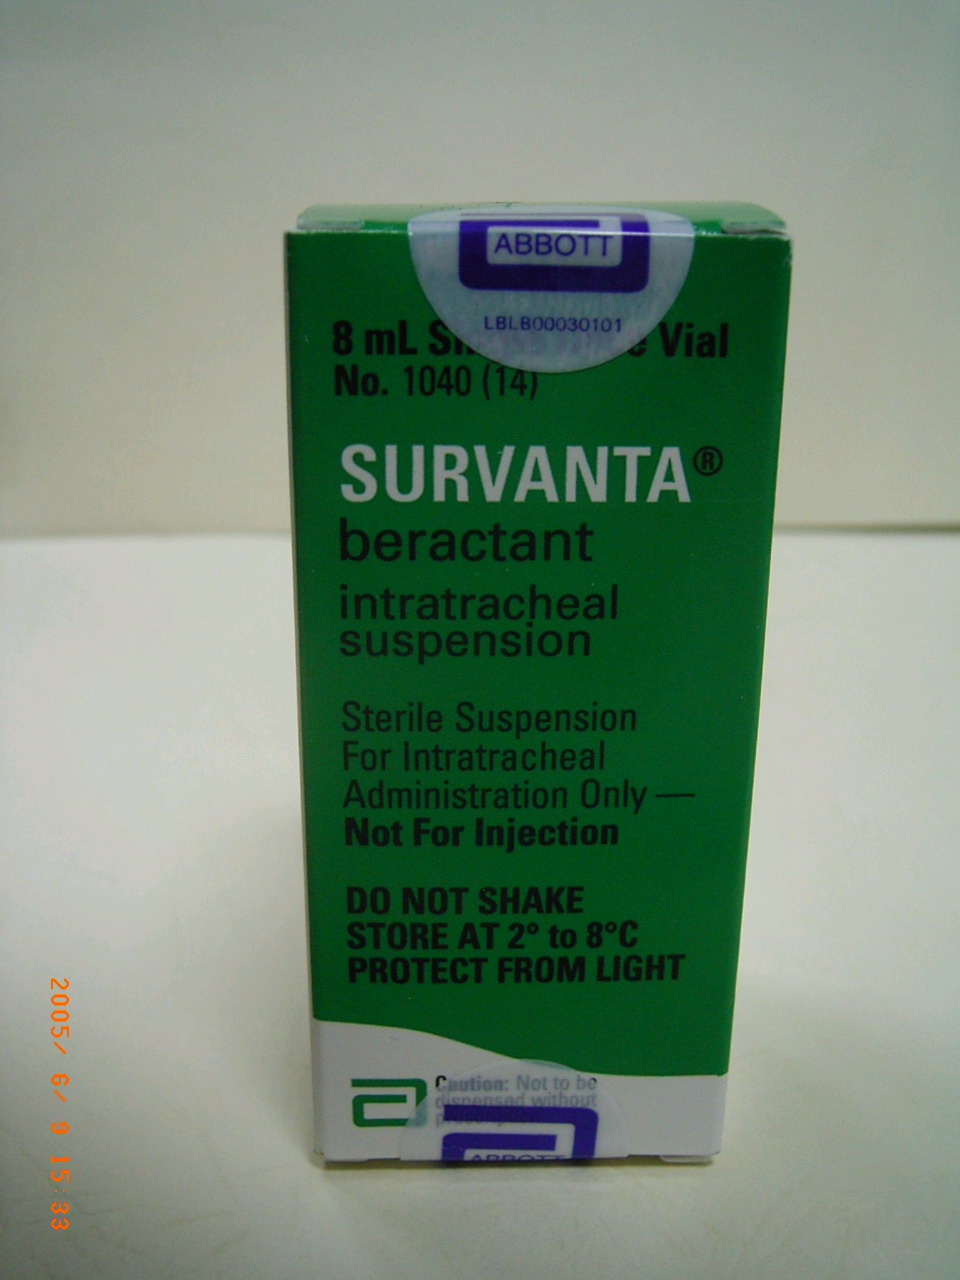 ABBOTT
LBLB00030101
8 mL Vial
No. 1040 (14)
SURVANTA®
beractant
intratracheal
suspension
Sterile Suspension
For Intratracheal
Administration Only —
Not For Injection
DO NOT SHAKE
STORE AT 2° to 8°C
PROTECT FROM LIGHT
Caution: Not to be
dispensed without
ABBOTT
2005/ 6/ 9 15:33